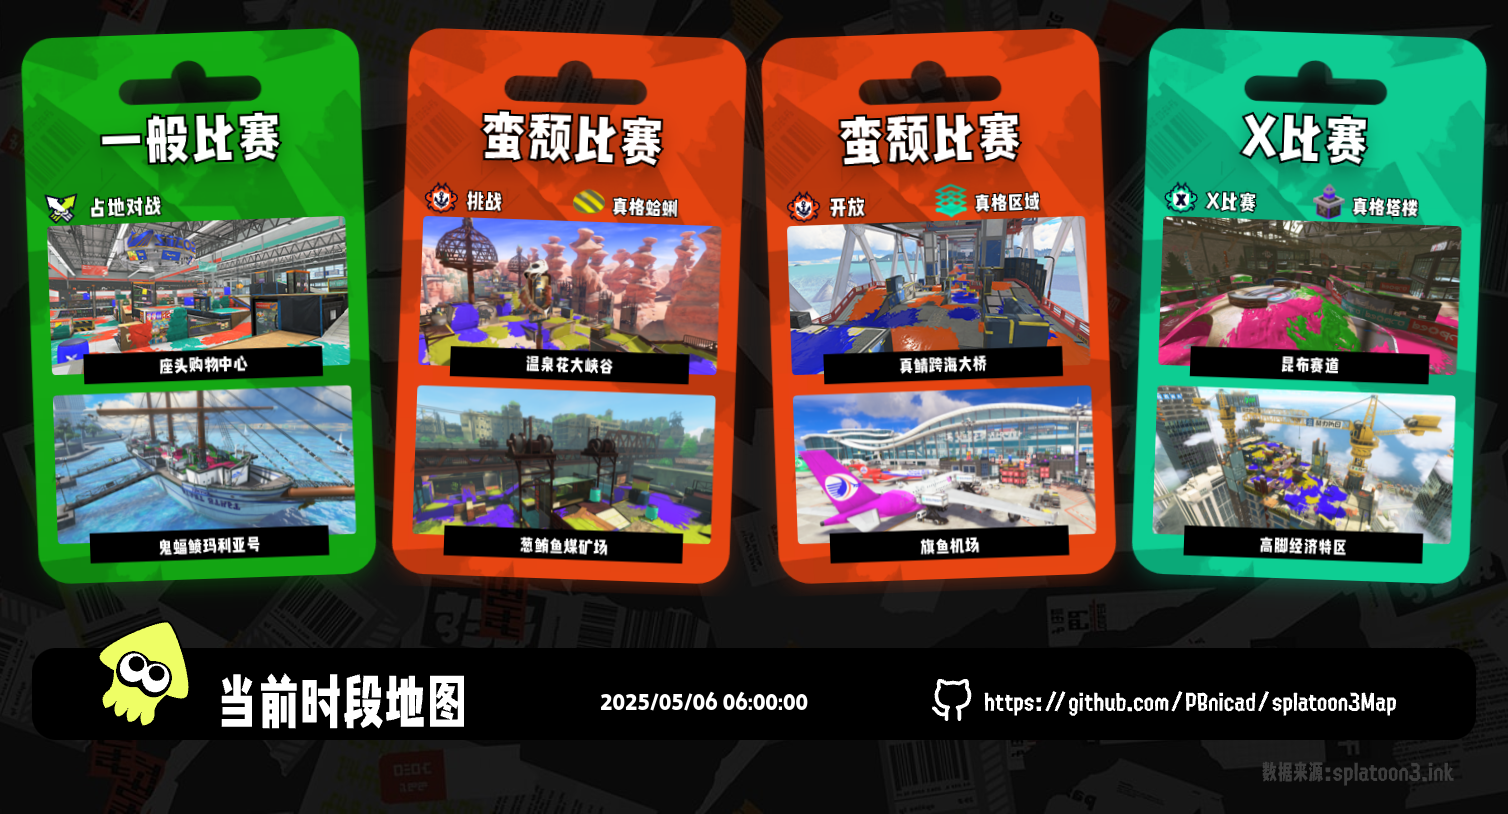 一般比赛
占地对战
座头购物中心
鬼蝠鲼玛利亚号
蛮颓比赛
挑战
真格蛤蜊
温泉花大峡谷
葱鲔鱼煤矿场
蛮颓比赛
开放
真格区域
真鲭跨海大桥
旗鱼机场
X比赛
X比赛
真格塔楼
昆布赛道
高脚经济特区
当前时段地图
2025/05/06 06:00:00
https://github.com/PBnicad/splatoon3Map
数据来源:splatoon3.ink